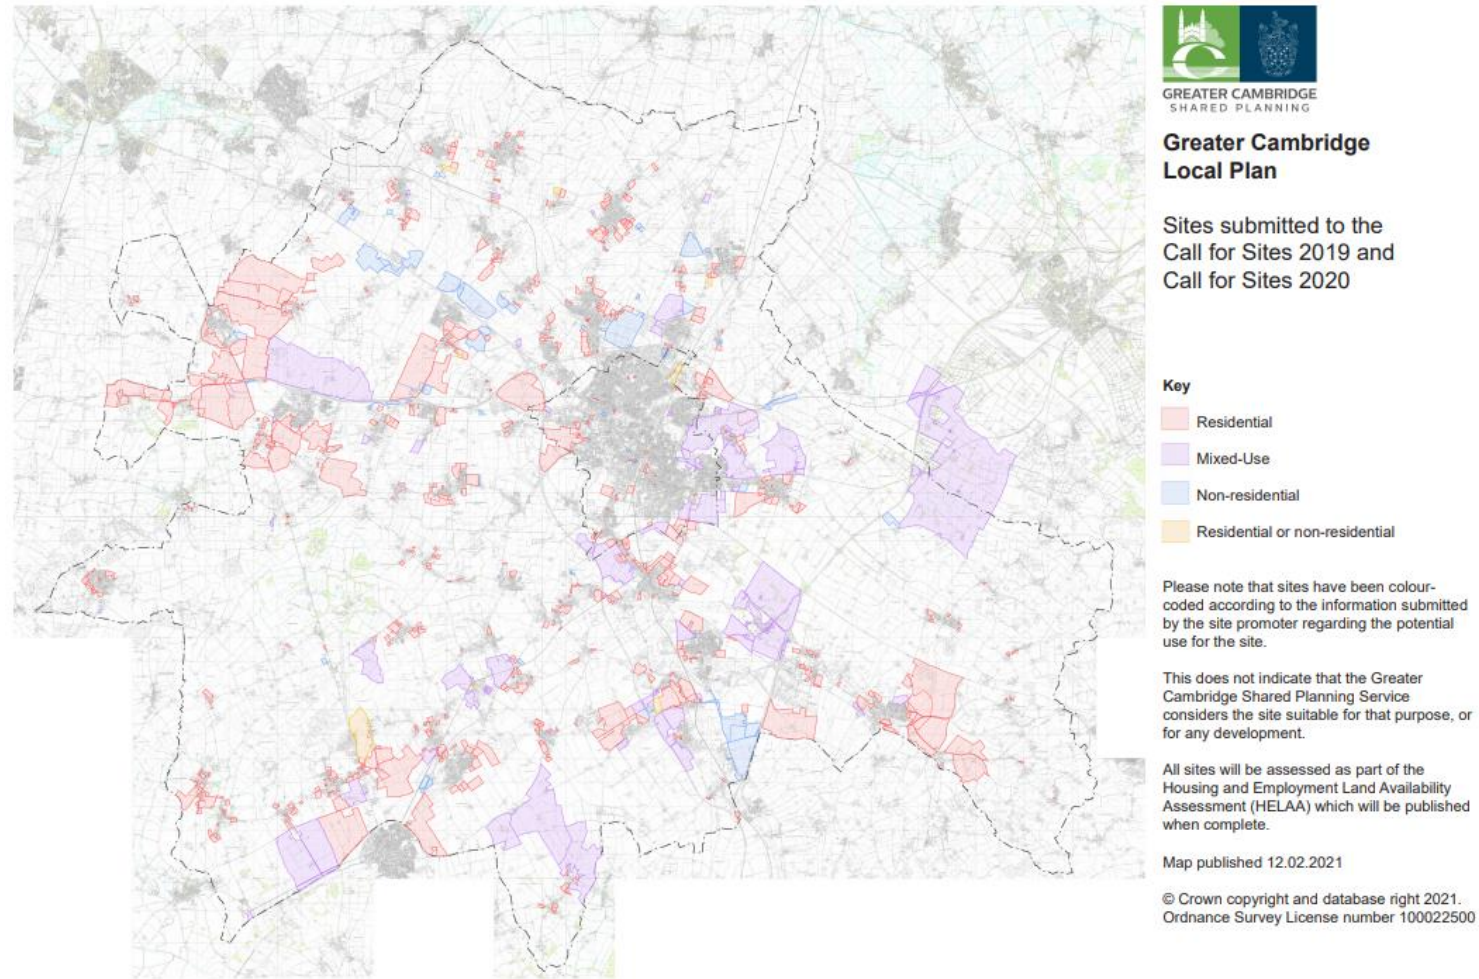 GREATER CAMBRIDGE
SHARED PLANNING
Greater Cambridge
Local Plan
Sites submitted to the
Call for Sites 2019 and
Call for Sites 2020
Key
Residential
Mixed-Use
Non-residential
Residential or non-residential
Please note that sites have been colour-
coded according to the information submitted
by the site promoter regarding the potential
use for the site.
This does not indicate that the Greater
Cambridge Shared Planning Service
considers the site suitable for that purpose, or
for any development.
All sites will be assessed as part of the
Housing and Employment Land Availability
Assessment (HELAA) which will be published
when complete.
Map published 12.02.2021
© Crown copyright and database right 2021.
Ordnance Survey License number 100022500